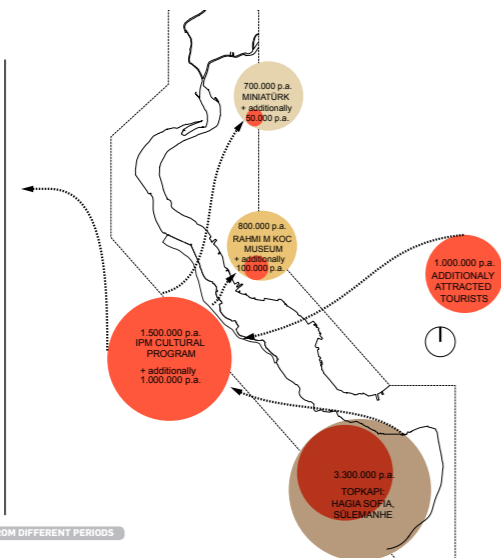 700.000 p.a.
MINIATÜRK
+ additionally
50.000 p.a.
800.000 p.a.
RAHMI M KOC
MUSEUM
+ additionally
100.000 p.a.
1.000.000 p.a.
ADDITIONALY
ATTRACTED
TOURISTS
1.500.000 p.a.
IPM CULTURAL
PROGRAM
+ additionally
1.000.000 p.a.
3.300.000 p.a.
TOPKAPI:
HAGIA SOFIA,
SÜLEMANHE
ROM DIFFERENT PERIODS